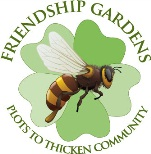 FRIENDSHIP GARDENS
PLOTS TO THICKEN COMMUNITY